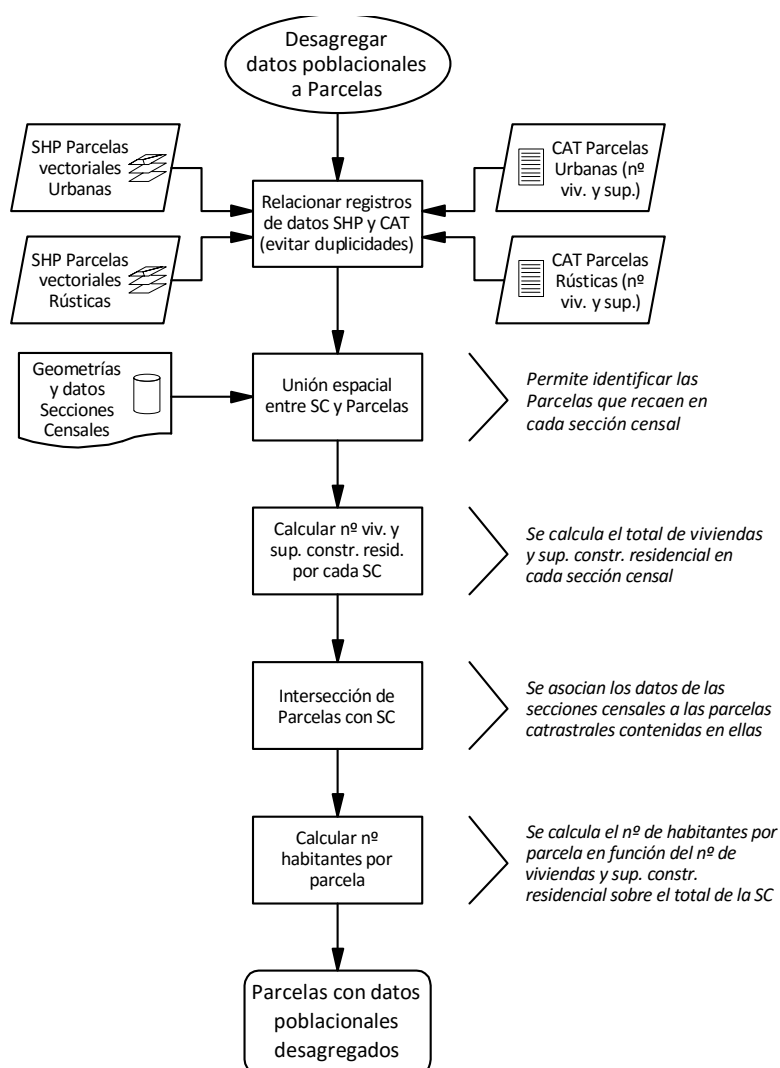 Desagregar
datos poblacionales
a Parcelas
SHP Parcelas
vectoriales
Urbanas
CAT Parcelas
Urbanas (nº
viv. y sup.)
Relacionar registros
de datos SHP y CAT
(evitar duplicidades)
SHP Parcelas
vectoriales
Rústicas
CAT Parcelas
Rústicas (nº
viv. y sup.)
Geometrías
y datos
Secciones
Censales
Unión espacial
entre SC y Parcelas
Permite identificar las
Parcelas que recaen en
cada sección censal
Calcular nº viv. y
sup. constr. resid.
por cada SC
Se calcula el total de viviendas
y sup. constr. residencial en
cada sección censal
Intersección de
Parcelas con SC
Se asocian los datos de las
secciones censales a las parcelas
catrastrales contenidas en ellas
Calcular nº
habitantes por
parcela
Se calcula el nº de habitantes por
parcela en función del nº de
viviendas y sup. constr.
residencial sobre el total de la SC
Parcelas con datos
poblacionales
desagregados